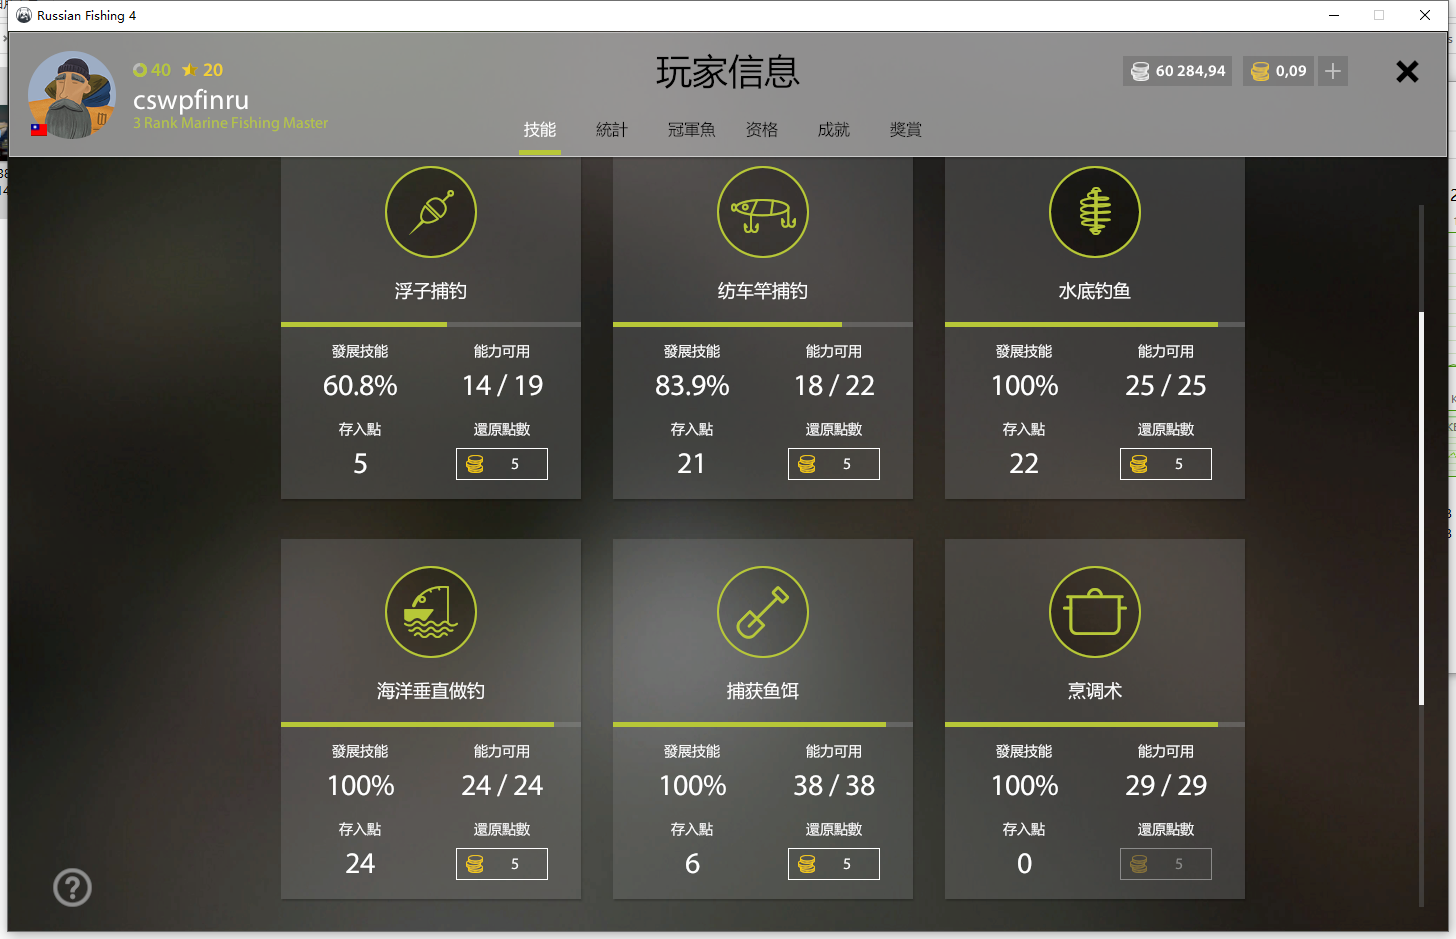 Russian Fishing 4
40 20
cswpfinru
3 Rank Marine Fishing Master
玩家信息
60 284,94 0,09
技能 統計 冠軍魚 资格 成就 獎賞
浮子捕钓 纺车竿捕钓 水底钓鱼
發展技能 能力可用 發展技能 能力可用 發展技能 能力可用
60.8% 14 / 19 83.9% 18 / 22 100% 25 / 25
存入點 還原點數 存入點 還原點數 存入點 還原點數
5 5 21 5 22 5
海洋垂直做钓 捕获鱼饵 烹调术
發展技能 能力可用 發展技能 能力可用 發展技能 能力可用
100% 24 / 24 100% 38 / 38 100% 29 / 29
存入點 還原點數 存入點 還原點數 存入點 還原點數
24 5 6 5 0 5
?